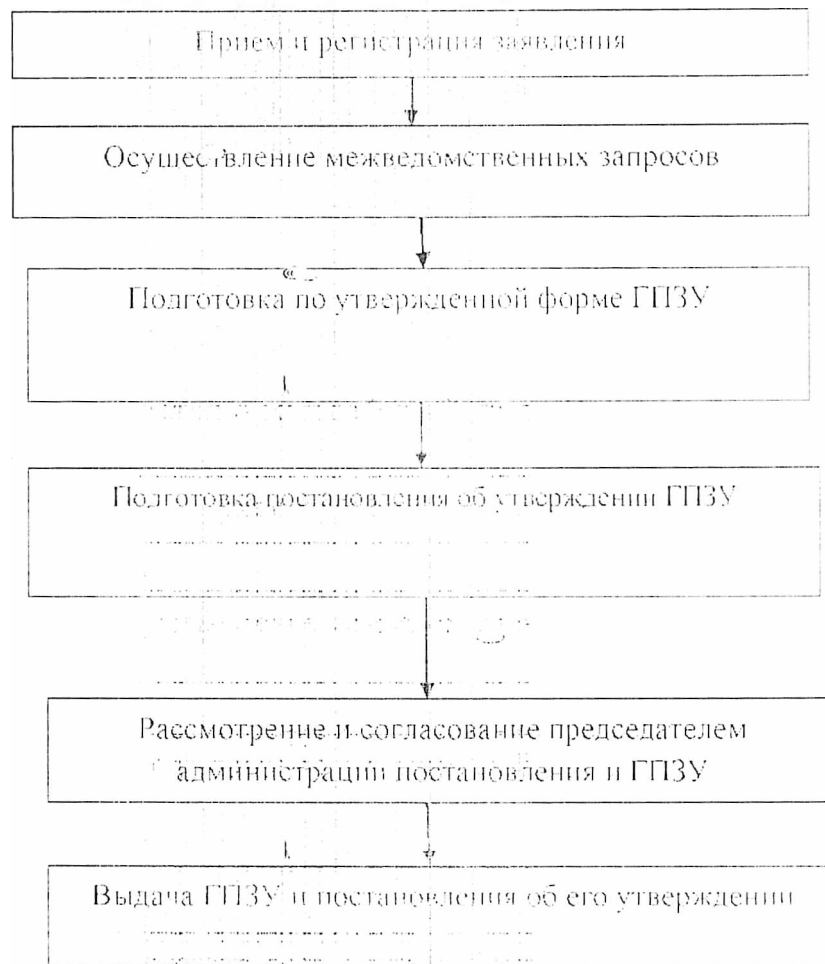 Прием и регистрация заявления
Осуществление межведомственных запросов
Подготовка по утвержденной форме ГПЗУ
Подготовка постановления об утверждении ГПЗУ
Рассмотрение и согласование председателем
администрации постановления и ГПЗУ
Выдача ГПЗУ и постановления об его утверждении